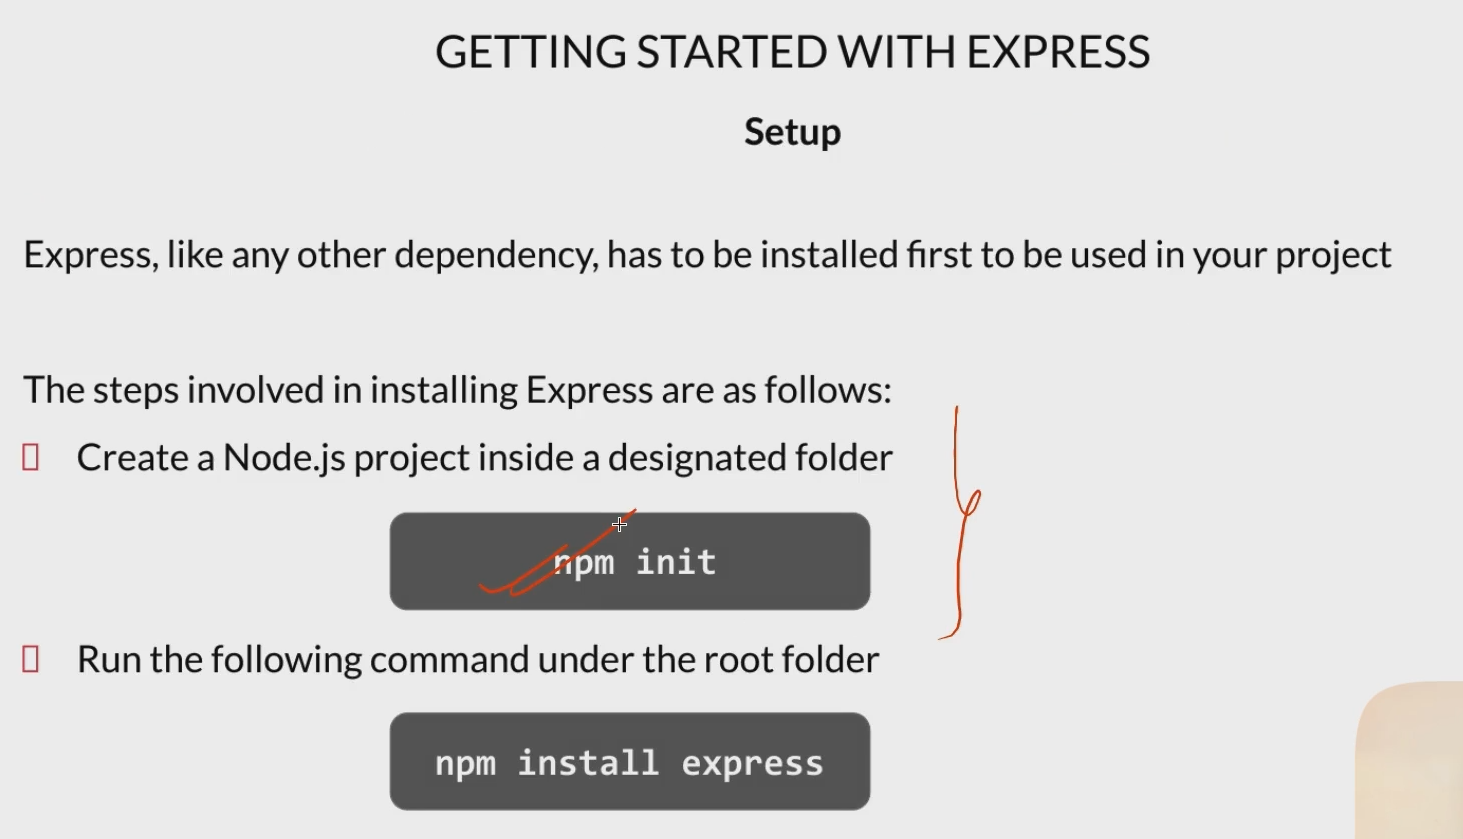 GETTING STARTED WITH EXPRESS
Setup
Express, like any other dependency, has to be installed first to be used in your project
The steps involved in installing Express are as follows:
Create a Node.js project inside a designated folder
npm init
Run the following command under the root folder
npm install express